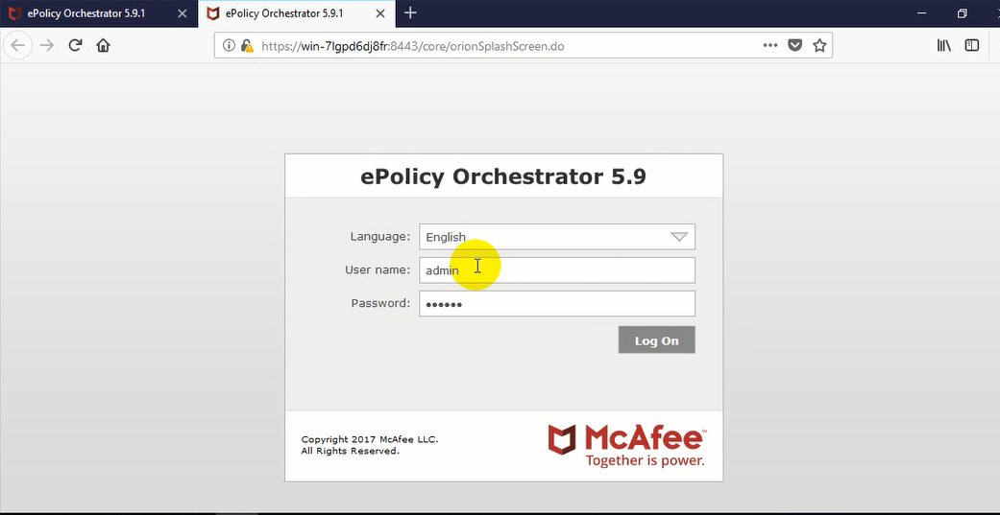 ePolicy Orchestrator 5.9.1
ePolicy Orchestrator 5.9.1
https://win-7lgpd6dj8fr:8443/core/orionSplashScreen.do
ePolicy Orchestrator 5.9
Language: English
User name: admin
Password: ••••••
Log On
Copyright 2017 McAfee LLC.
All Rights Reserved.
McAfee™
Together is power.